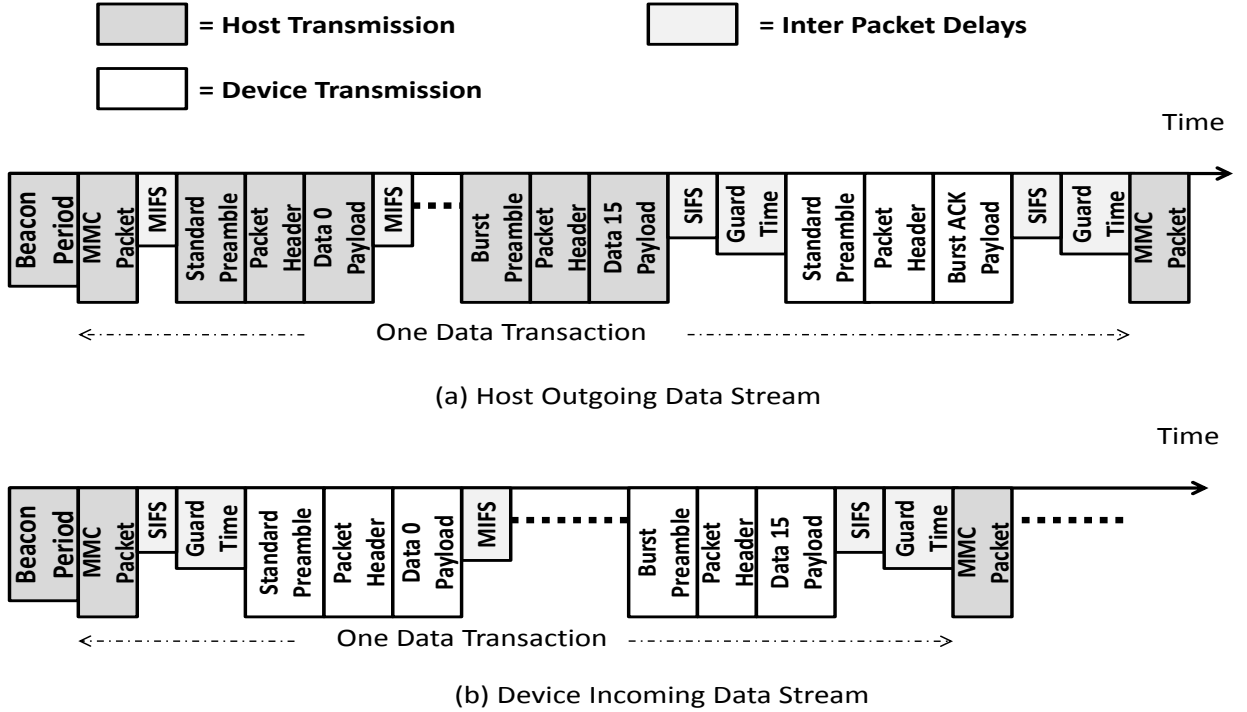 = Host Transmission
= Inter Packet Delays
= Device Transmission
Time
Beacon
Period
MMC
Packet
MIFS
Standard
Preamble
Packet
Header
Data 0
Payload
MIFS
Burst
Preamble
Packet
Header
Data 15
Payload
SIFS
Guard
Time
Standard
Preamble
Packet
Header
Burst ACK
Payload
SIFS
Guard
Time
MMC
Packet
One Data Transaction
(a) Host Outgoing Data Stream
Time
Beacon
Period
MMC
Packet
SIFS
Guard
Time
Standard
Preamble
Packet
Header
Data 0
Payload
MIFS
Burst
Preamble
Packet
Header
Data 15
Payload
SIFS
Guard
Time
MMC
Packet
One Data Transaction
(b) Device Incoming Data Stream